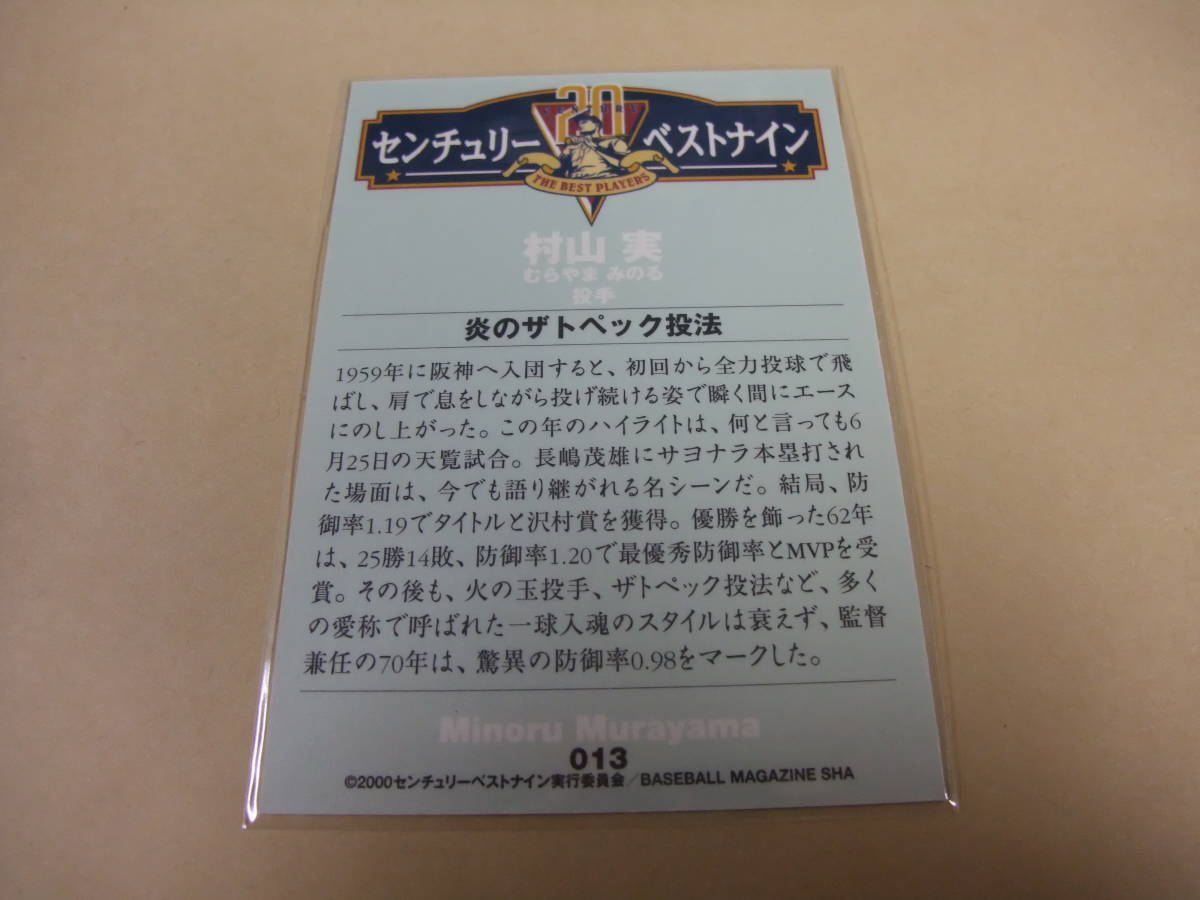 20
CENTURY
センチュリー ベストナイン
THE BEST PLAYERS
村山 実
むらやま みのる
投手
炎のザトペック投法
1959年に阪神へ入団すると、初回から全力投球で飛
ばし、肩で息をしながら投げ続ける姿で瞬く間にエース
にのし上がった。この年のハイライトは、何と言っても6
月25日の天覧試合。長嶋茂雄にサヨナラ本塁打され
た場面は、今でも語り継がれる名シーンだ。結局、防
御率1.19でタイトルと沢村賞を獲得。優勝を飾った62年
は、25勝14敗、防御率1.20で最優秀防御率とMVPを受
賞。その後も、火の玉投手、ザトペック投法など、多く
の愛称で呼ばれた一球入魂のスタイルは衰えず、監督
兼任の70年は、驚異の防御率0.98をマークした。
Minoru Murayama
013
©2000センチュリーベストナイン実行委員会/BASEBALL MAGAZINE SHA